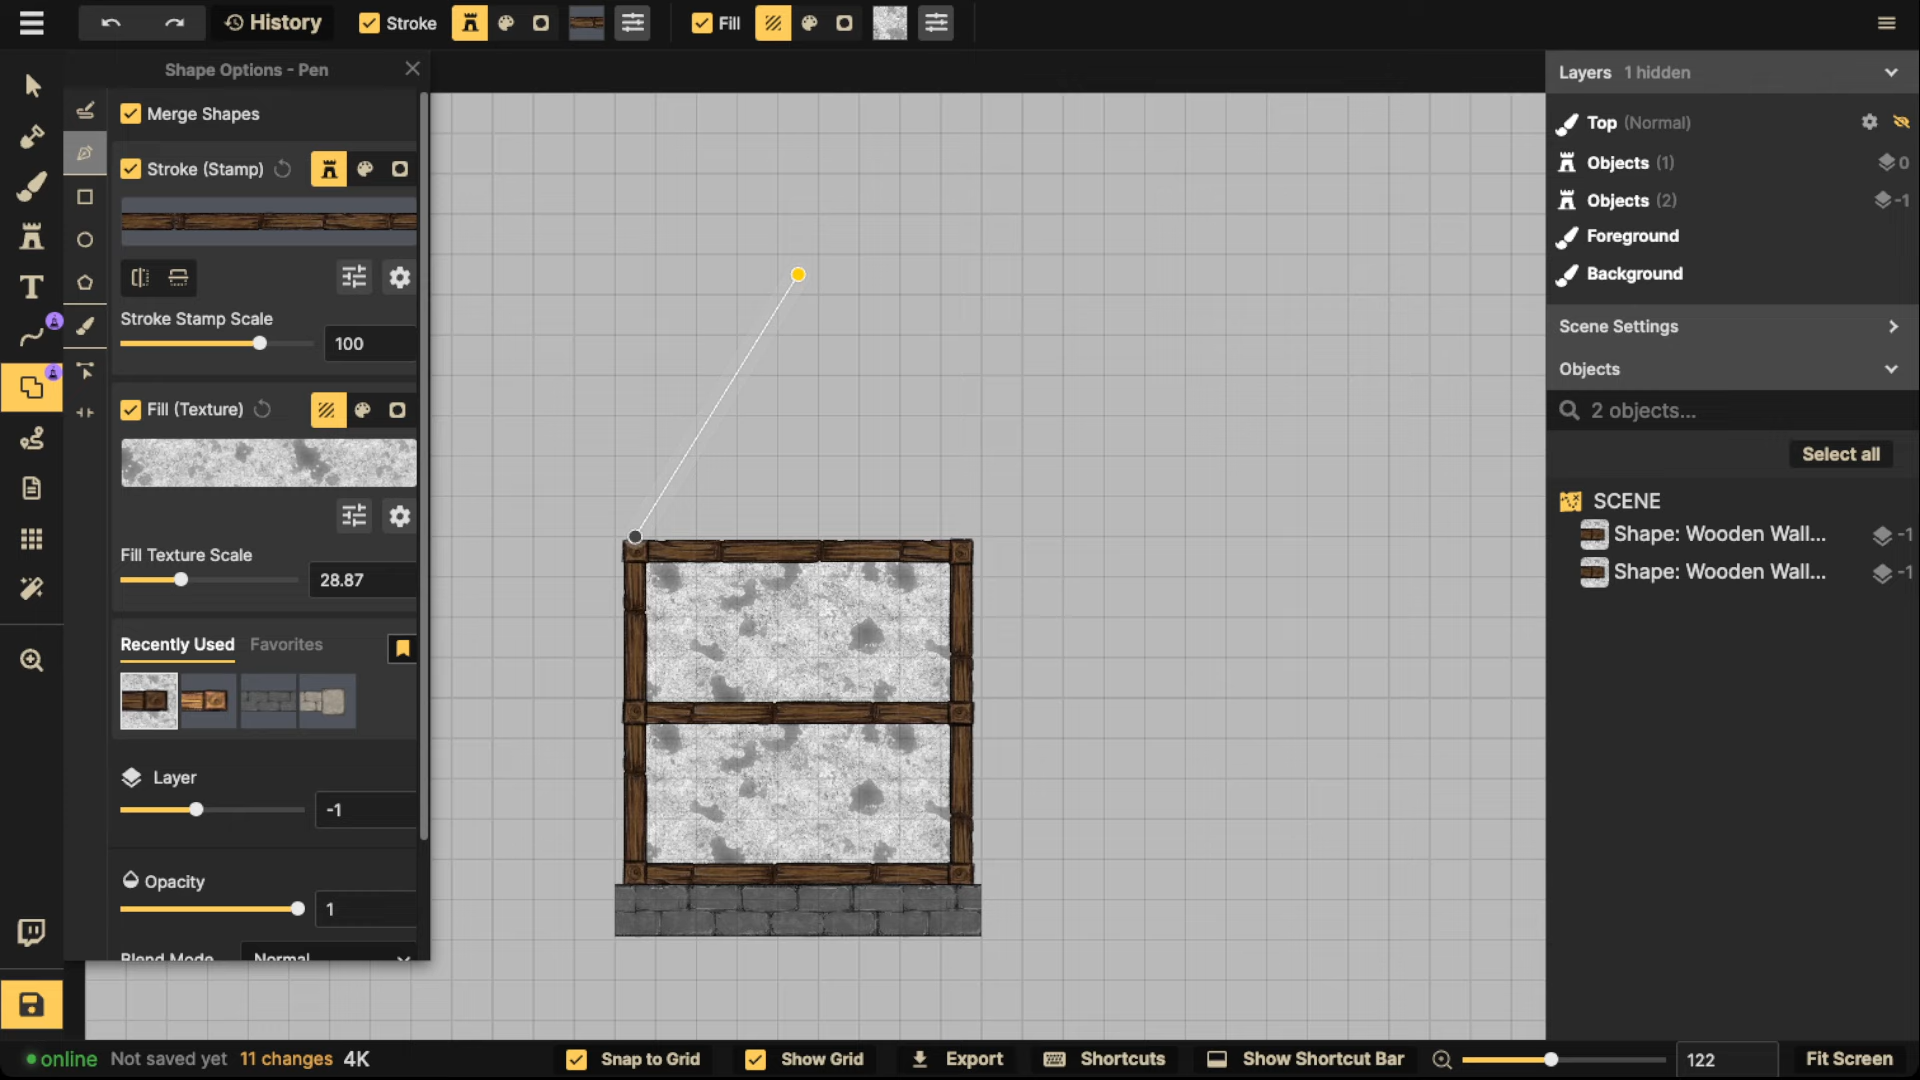 History
Stroke
Fill
Shape Options - Pen
Merge Shapes
Stroke (Stamp)
Stroke Stamp Scale
100
Fill (Texture)
Fill Texture Scale
28.87
Recently Used Favorites
Layer
-1
Opacity
1
Blend Mode Normal
Layers 1 hidden
Top (Normal)
Objects (1) 0
Objects (2) -1
Foreground
Background
Scene Settings
Objects
2 objects...
Select all
SCENE
Shape: Wooden Wall... -1
Shape: Wooden Wall... -1
online Not saved yet 11 changes 4K
Snap to Grid
Show Grid
Export
Shortcuts
Show Shortcut Bar
122
Fit Screen